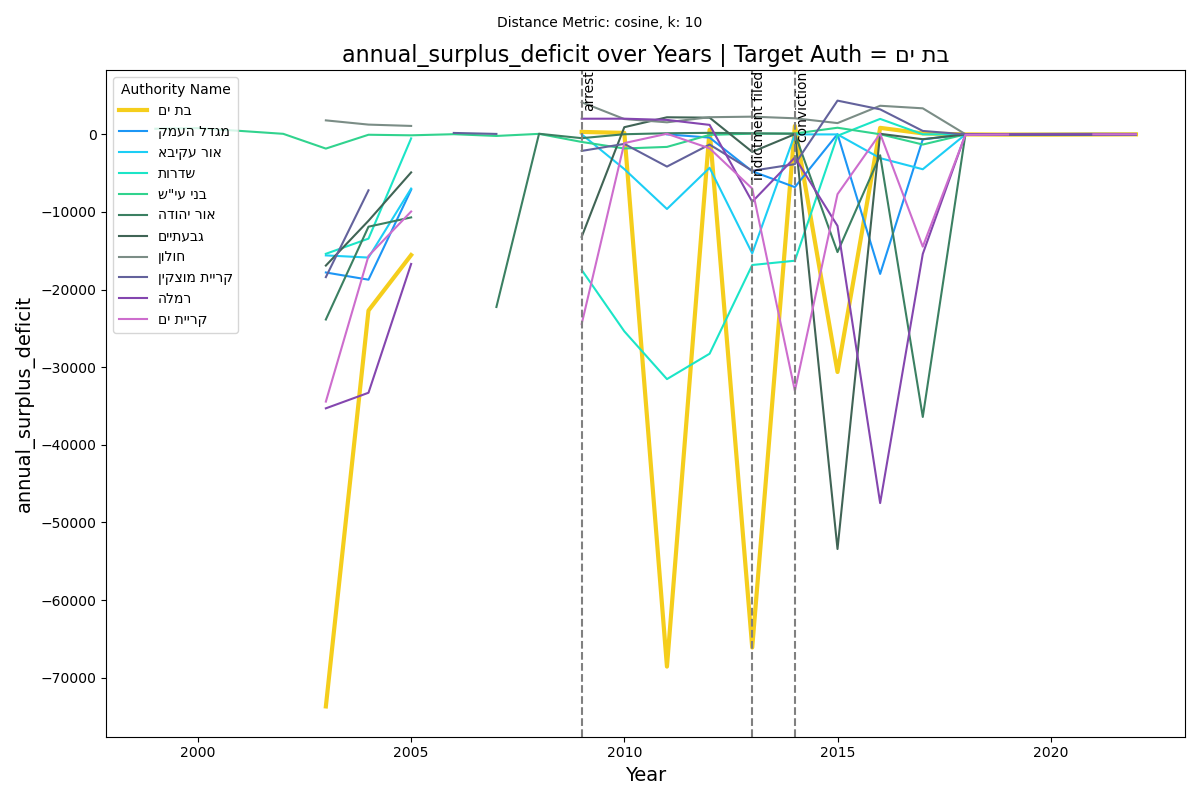 Distance Metric: cosine, k: 10
annual_surplus_deficit over Years | Target Auth = בת ים
arrest
indictment filed
conviction
Authority Name
בת ים
מגדל העמק
אור עקיבא
שדרות
בני עי"ש
אור יהודה
גבעתיים
חולון
קריית מוצקין
רמלה
קריית ים
0
−10000
−20000
−30000
−40000
−50000
−60000
−70000
annual_surplus_deficit
2000
2005
2010
2015
2020
Year